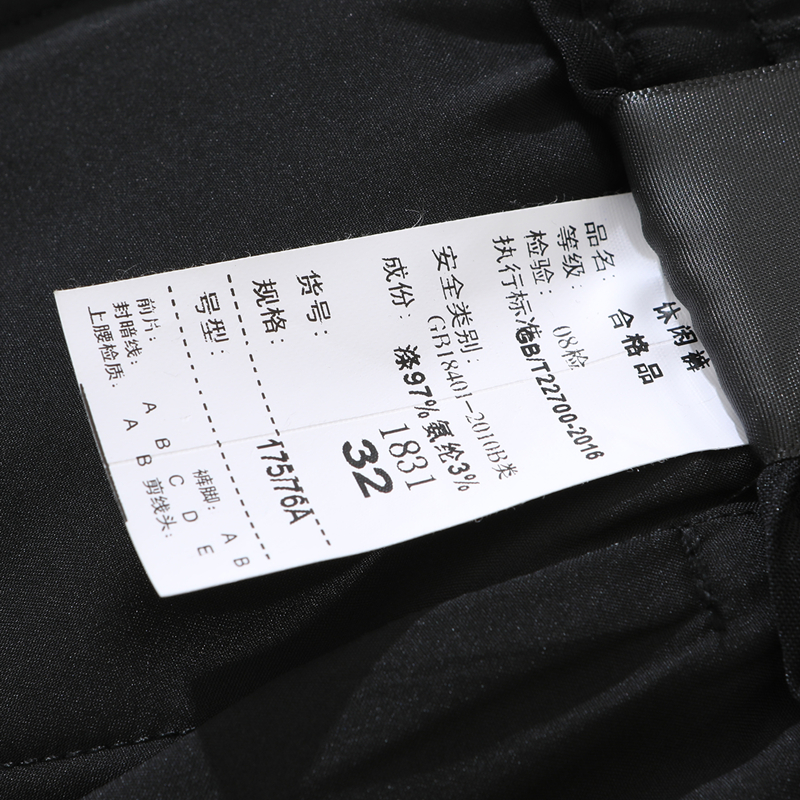 品名: 休闲裤
等级: 合格品
检验: 08检
执行标准GB/T22700-2016
安全类别: GB18401-2010B类
成份: 涤97%氨纶3%
货号: 1831
规格: 32
号型: 175/76A
前片: A B C D E
封暗线: A B 裤脚: A B
上腰检质: 剪线头: